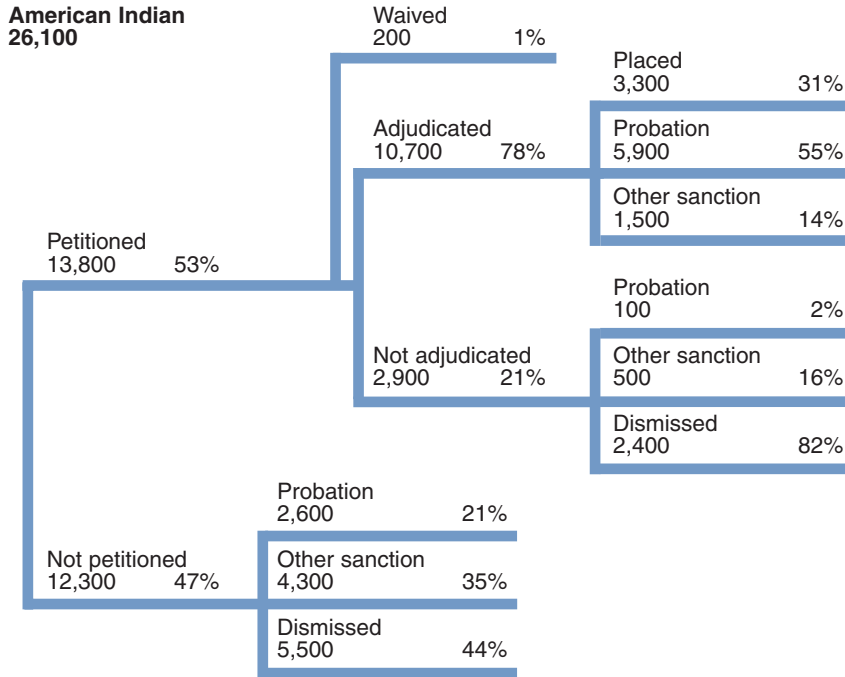 American Indian
26,100
Waived
200 1%
Placed
3,300 31%
Adjudicated
10,700 78%
Probation
5,900 55%
Other sanction
1,500 14%
Petitioned
13,800 53%
Probation
100 2%
Not adjudicated
2,900 21%
Other sanction
500 16%
Dismissed
2,400 82%
Probation
2,600 21%
Not petitioned
12,300 47%
Other sanction
4,300 35%
Dismissed
5,500 44%